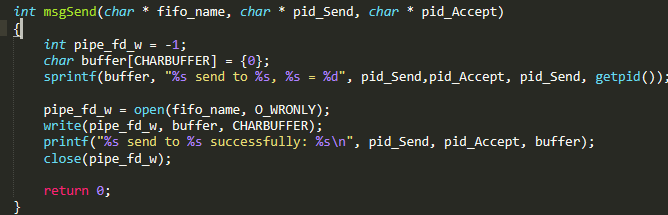 int msgSend(char * fifo_name, char * pid_Send, char * pid_Accept)
{
    int pipe_fd_w = -1;
    char buffer[CHARBUFFER] = {0};
    sprintf(buffer, "%s send to %s, %s = %d", pid_Send,pid_Accept, pid_Send, getpid());
    pipe_fd_w = open(fifo_name, O_WRONLY);
    write(pipe_fd_w, buffer, CHARBUFFER);
    printf("%s send to %s successfully: %s\n", pid_Send, pid_Accept, buffer);
    close(pipe_fd_w);
    return 0;
}